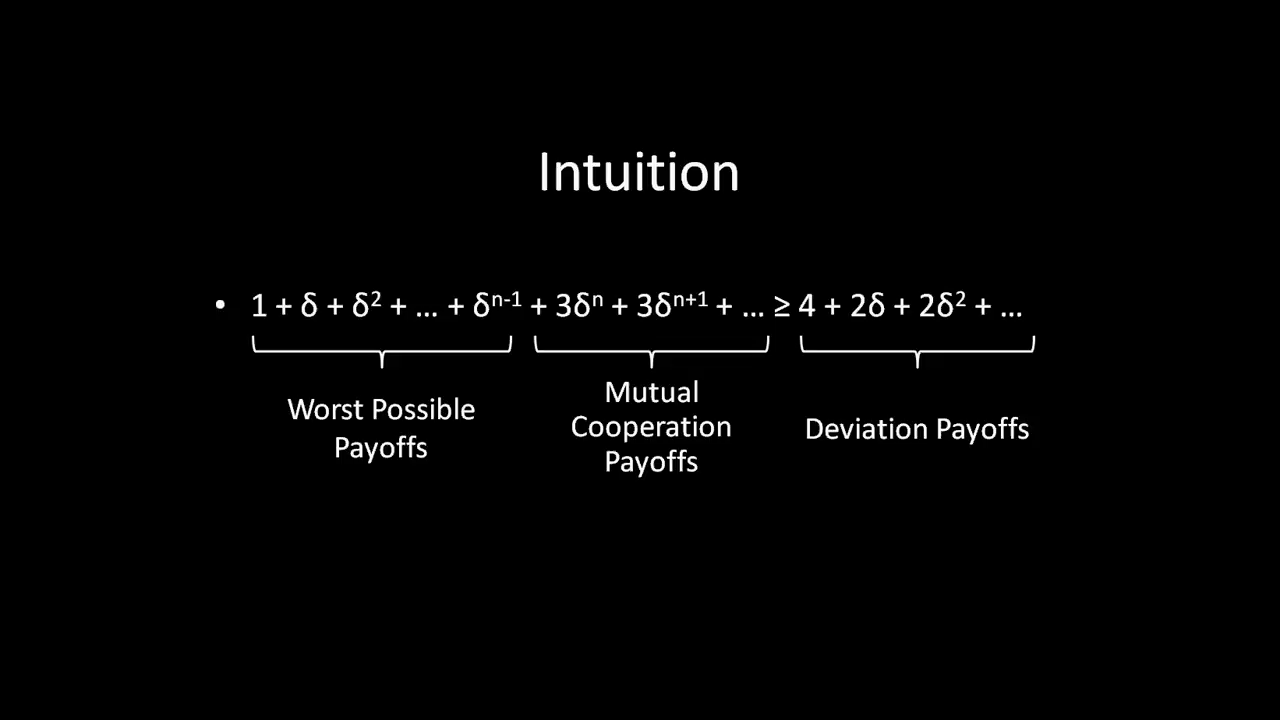 Intuition
• 1 + δ + δ² + … + δⁿ⁻¹ + 3δⁿ + 3δⁿ⁺¹ + … ≥ 4 + 2δ + 2δ² + …
Worst Possible
Payoffs
Mutual
Cooperation
Payoffs
Deviation Payoffs